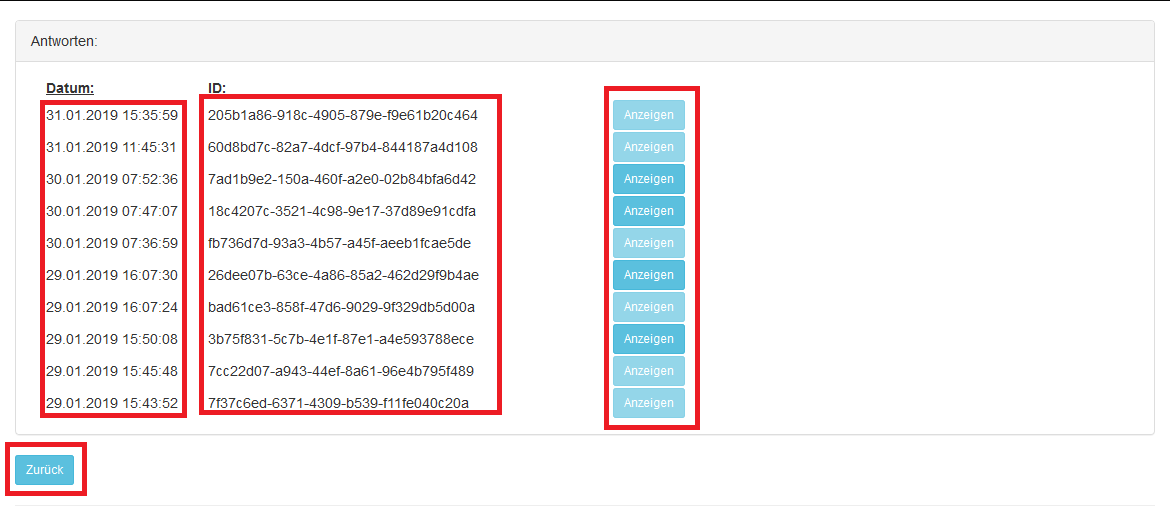 Antworten:
Datum: ID:
31.01.2019 15:35:59 205b1a86-918c-4905-879e-f9e61b20c464 Anzeigen
31.01.2019 11:45:31 60d8bd7c-82a7-4dcf-97b4-844187a4d108 Anzeigen
30.01.2019 07:52:36 7ad1b9e2-150a-460f-a2e0-02b84bfa6d42 Anzeigen
30.01.2019 07:47:07 18c4207c-3521-4c98-9e17-37d89e91cdfa Anzeigen
30.01.2019 07:36:59 fb736d7d-93a3-4b57-a45f-aeeb1fcae5de Anzeigen
29.01.2019 16:07:30 26dee07b-63ce-4a86-85a2-462d29f9b4ae Anzeigen
29.01.2019 16:07:24 bad61ce3-858f-47d6-9029-9f329db5d00a Anzeigen
29.01.2019 15:50:08 3b75f831-5c7b-4e1f-87e1-a4e593788ece Anzeigen
29.01.2019 15:45:48 7cc22d07-a943-44ef-8a61-96e4b795f489 Anzeigen
29.01.2019 15:43:52 7f37c6ed-6371-4309-b539-f11fe040c20a Anzeigen
Zurück